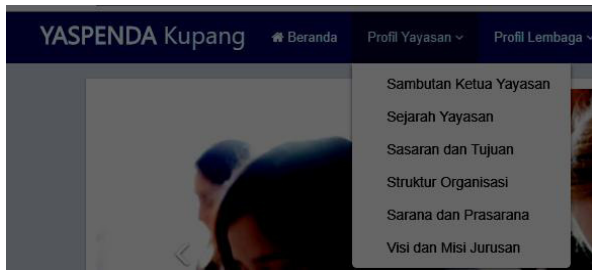 YASPENDA Kupang Beranda Profil Yayasan Profil Lembaga
Sambutan Ketua Yayasan
Sejarah Yayasan
Sasaran dan Tujuan
Struktur Organisasi
Sarana dan Prasarana
Visi dan Misi Jurusan